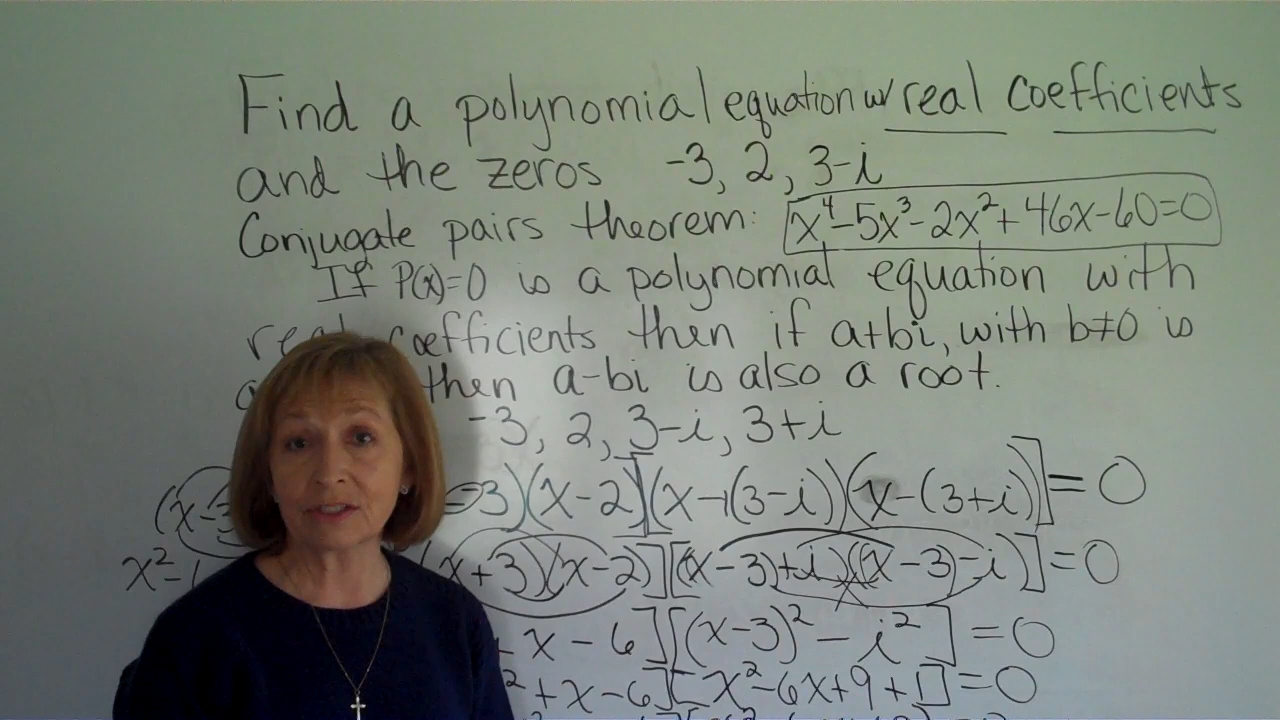 Find a polynomial equation w/ real coefficients
and the zeros -3, 2, 3-i
Conjugate pairs theorem: x⁴-5x³-2x²+46x-60=0
If P(x)=0 is a polynomial equation with
coefficients then if a+bi, with b≠0 is
then a-bi is also a root.
-3, 2, 3-i, 3+i
-3)(x-2)][(x-(3-i))(x-(3+i))]=0
x+3)(x-2)][(x-3)+i)((x-3)-i)]=0
x²-
x-6][(x-3)²-i²]=0
+x-6][x²-6x+9+1]=0